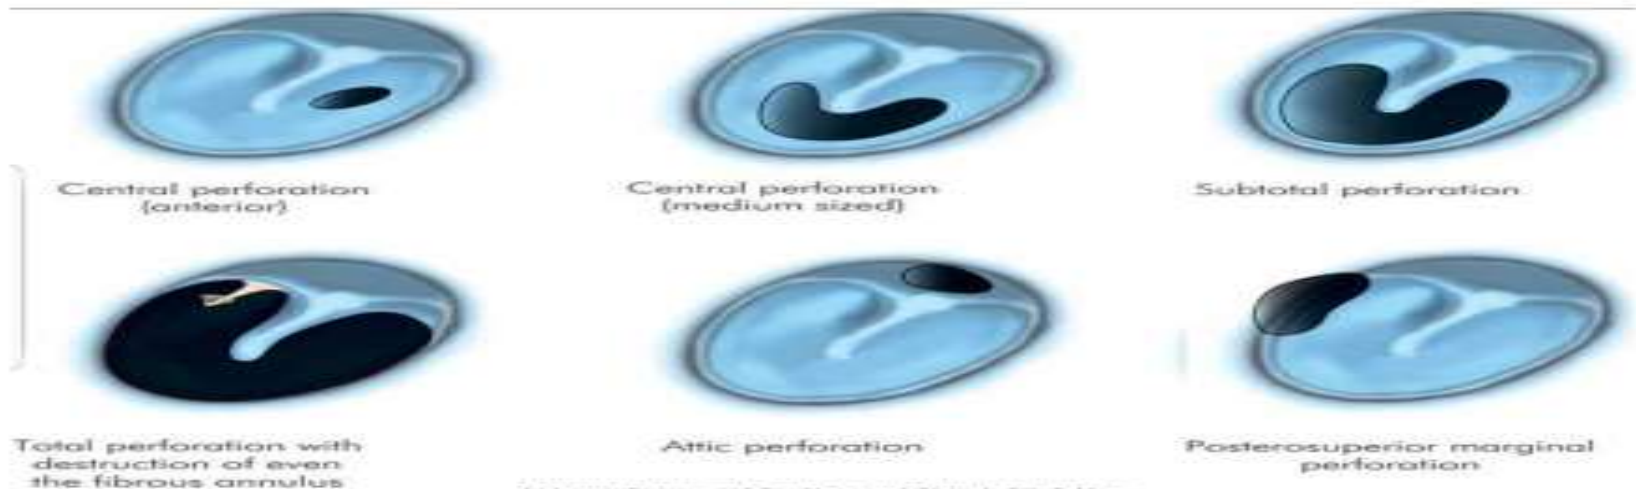 Central perforation
(anterior)
Central perforation
(medium sized)
Subtotal perforation
Total perforation with
destruction of even
the fibrous annulus
Attic perforation
Posterosuperior marginal
perforation